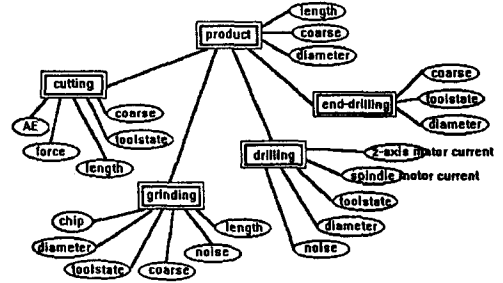 length
product
coarse
diameter
cutting
coarse
AE
coarse
end-drilling
toolstate
force
toolstate
diameter
length
drilling
z-axis motor current
spindle motor current
grinding
toolstate
chip
length
diameter
diameter
noise
noise
toolstate
coarse